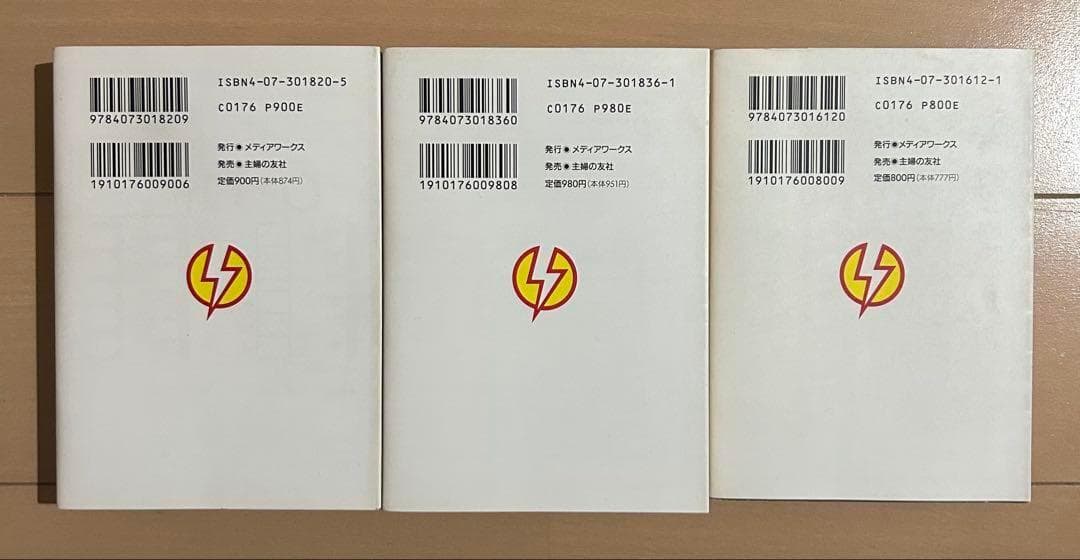 ISBN4-07-301820-5
9784073018209
C0176 P900E
1910176009006
発行◉メディアワークス
発売◉主婦の友社
定価900円(本体874円)
ISBN4-07-301836-1
9784073018360
C0176 P980E
1910176009808
発行◉メディアワークス
発売◉主婦の友社
定価980円(本体951円)
ISBN4-07-301612-1
9784073016120
C0176 P800E
1910176008009
発行◉メディアワークス
発売◉主婦の友社
定価800円(本体777円)